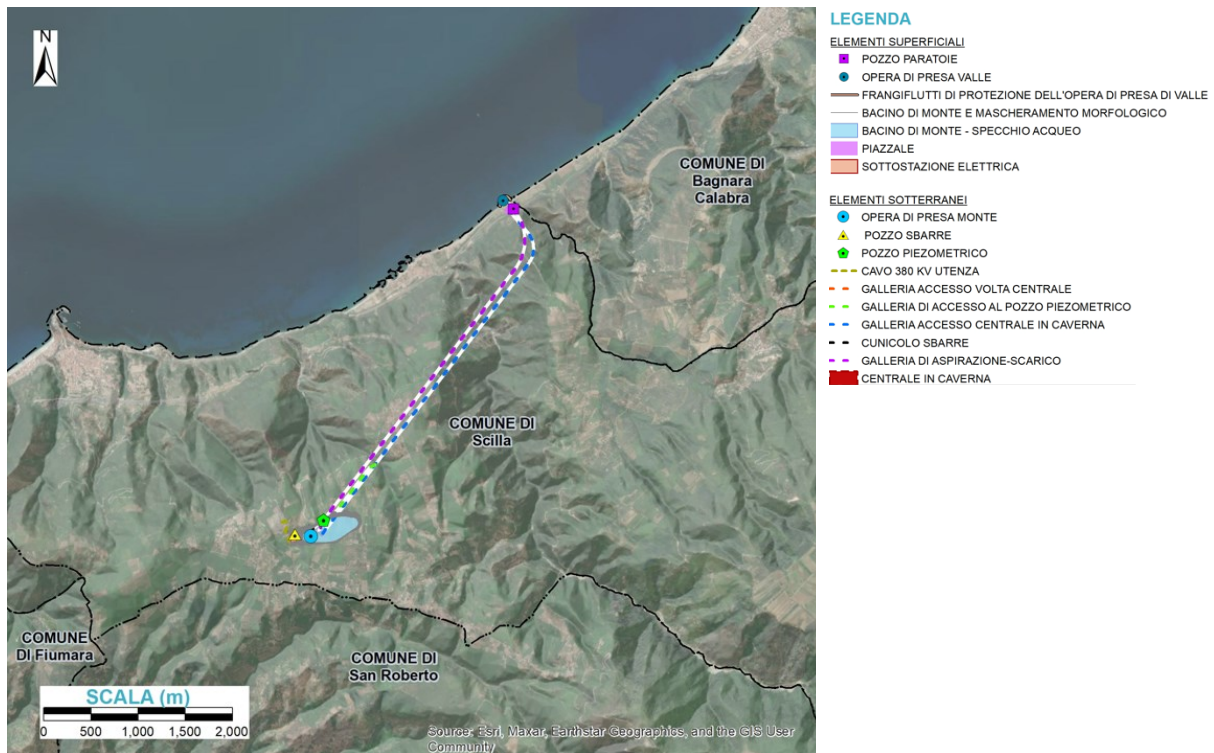 N
COMUNE DI
Bagnara
Calabra
COMUNE DI
Scilla
COMUNE
DI Fiumara
COMUNE DI
San Roberto
SCALA (m)
0 500 1,000 1,500 2,000
Source: Esri, Maxar, Earthstar Geographics, and the GIS User
Community
LEGENDA
ELEMENTI SUPERFICIALI
POZZO PARATOIE
OPERA DI PRESA VALLE
FRANGIFLUTTI DI PROTEZIONE DELL'OPERA DI PRESA DI VALLE
BACINO DI MONTE E MASCHERAMENTO MORFOLOGICO
BACINO DI MONTE - SPECCHIO ACQUEO
PIAZZALE
SOTTOSTAZIONE ELETTRICA
ELEMENTI SOTTERRANEI
OPERA DI PRESA MONTE
POZZO SBARRE
POZZO PIEZOMETRICO
CAVO 380 KV UTENZA
GALLERIA ACCESSO VOLTA CENTRALE
GALLERIA DI ACCESSO AL POZZO PIEZOMETRICO
GALLERIA ACCESSO CENTRALE IN CAVERNA
CUNICOLO SBARRE
GALLERIA DI ASPIRAZIONE-SCARICO
CENTRALE IN CAVERNA